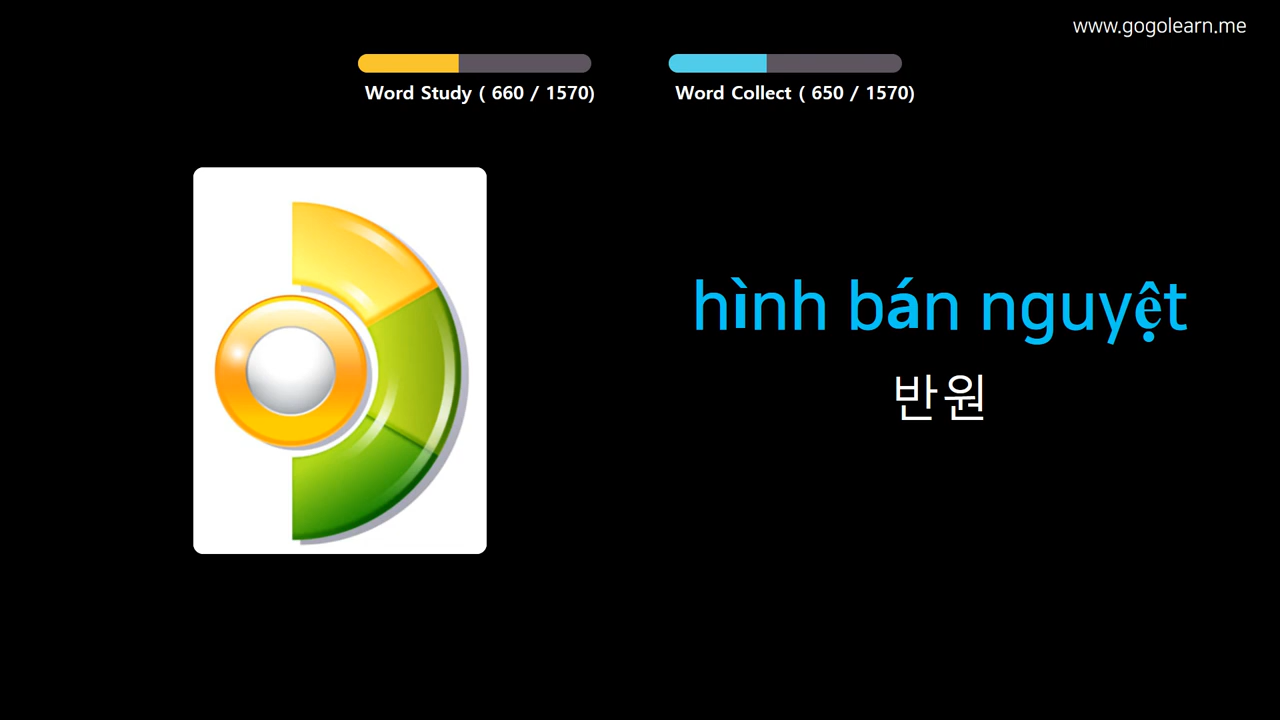 www.gogolearn.me
Word Study ( 660 / 1570)
Word Collect ( 650 / 1570)
hình bán nguyệt
반원